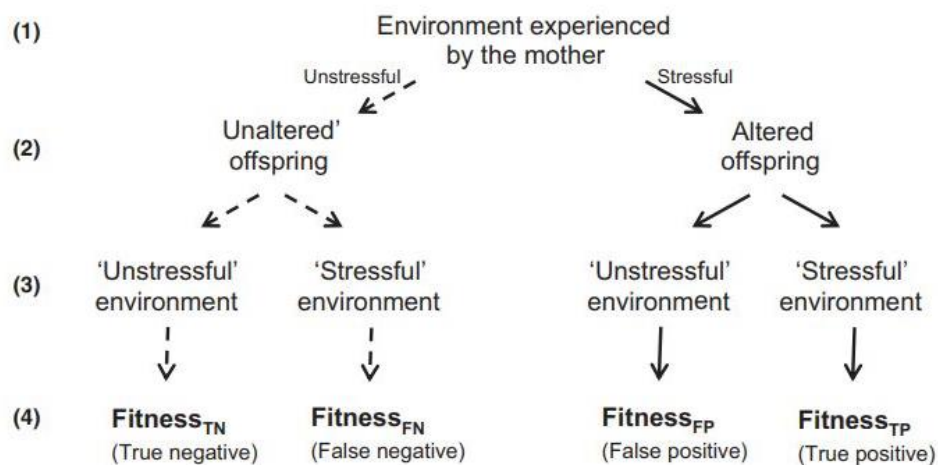 (1) Environment experienced
by the mother
Unstressful Stressful
(2) Unaltered’ Altered
offspring offspring
(3) ‘Unstressful’ ‘Stressful’ ‘Unstressful’ ‘Stressful’
environment environment environment environment
(4) FitnessTN FitnessFN FitnessFP FitnessTP
(True negative) (False negative) (False positive) (True positive)